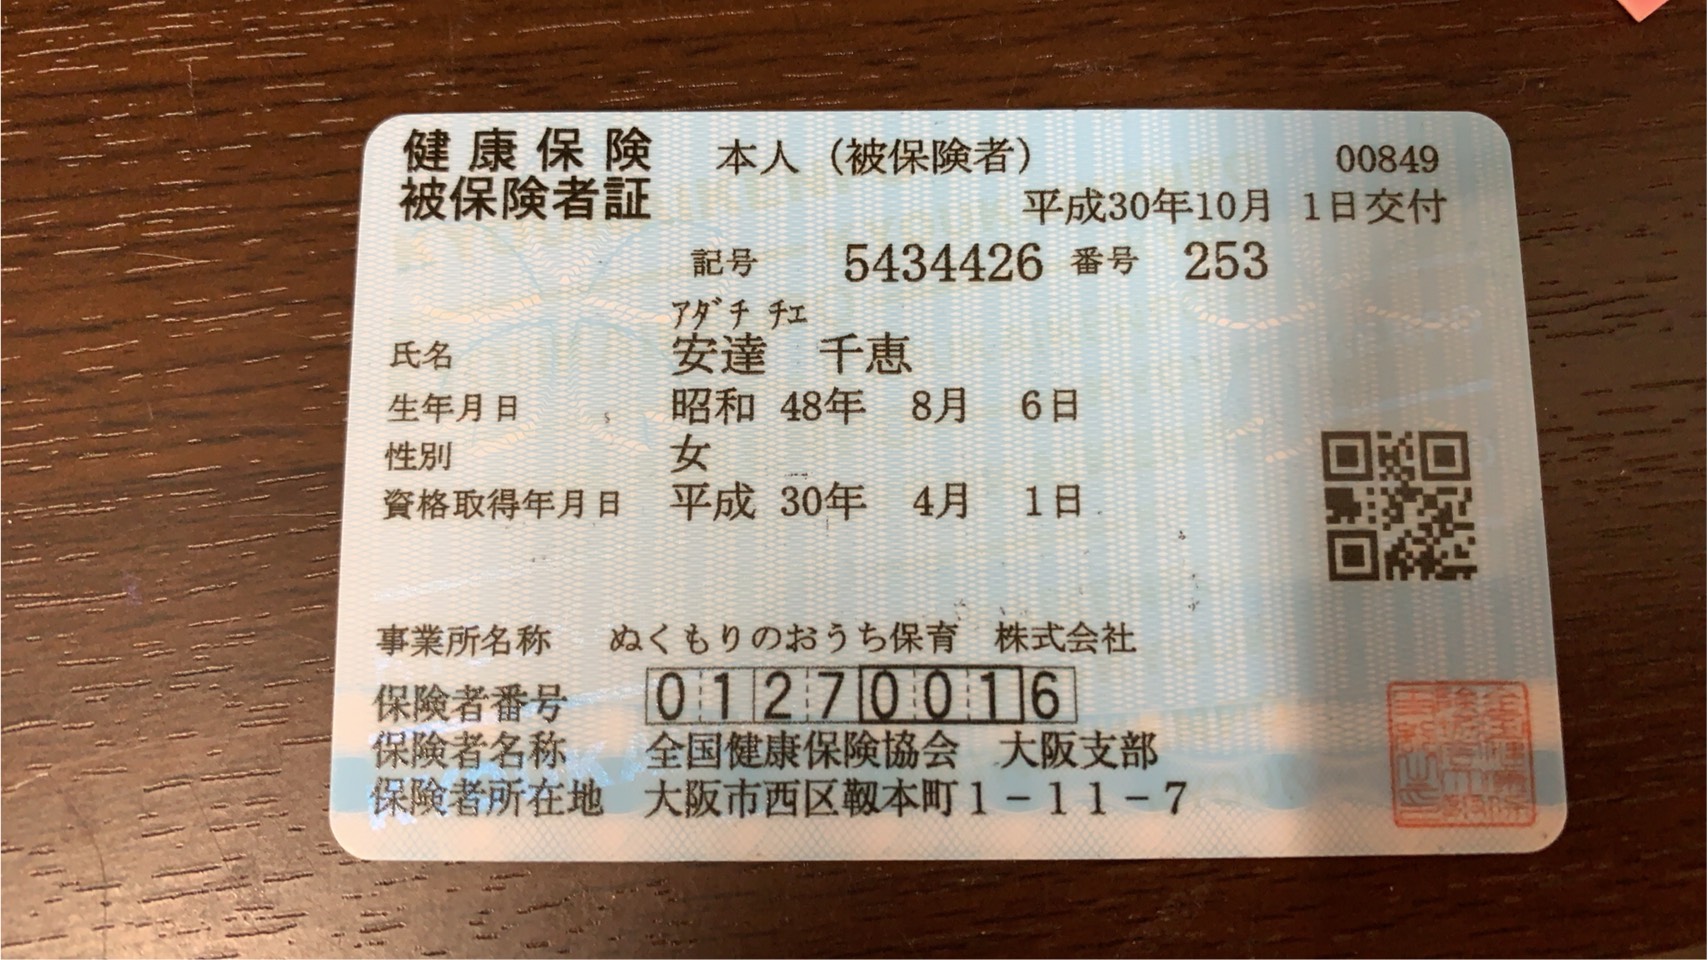 健康保険 本人（被保険者） 00849
被保険者証 平成30年10月 1日交付
記号 5434426 番号 253
アダチ チエ
氏名 安達 千恵
生年月日 昭和 48年 8月 6日
性別 女
資格取得年月日 平成 30年 4月 1日
事業所名称 ぬくもりのおうち保育 株式会社
保険者番号 01270016
保険者名称 全国健康保険協会 大阪支部
保険者所在地 大阪市西区靱本町1－11－7